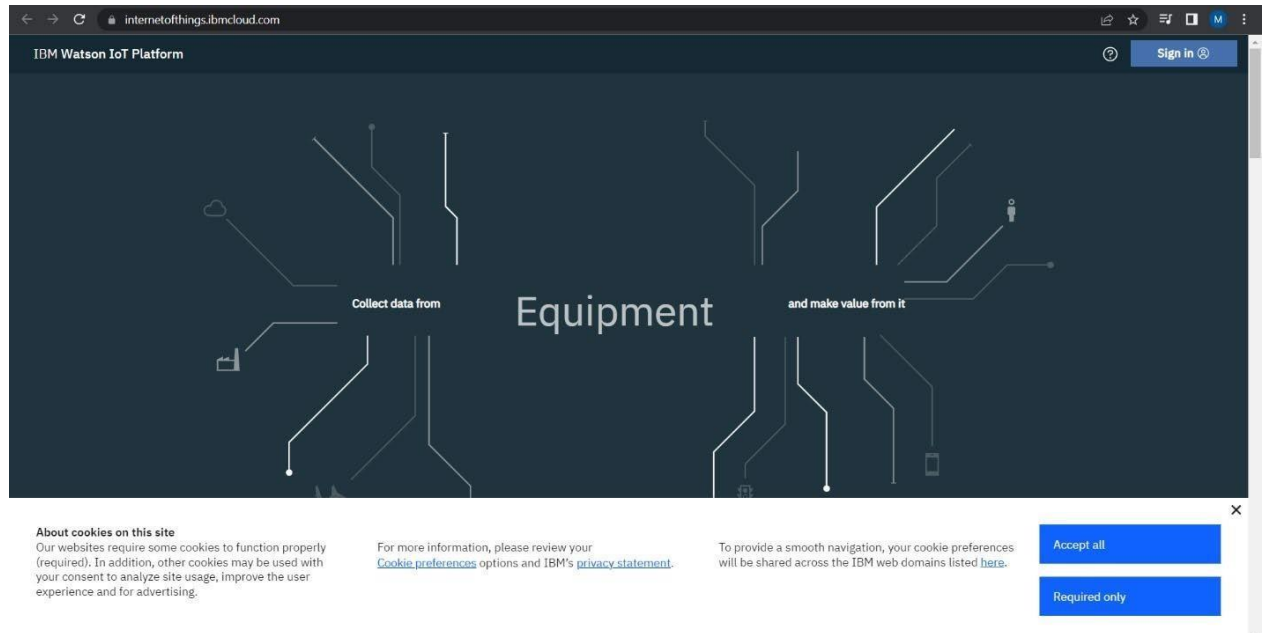 internetofthings.ibmcloud.com
M
IBM Watson IoT Platform
Sign in
Collect data from
Equipment
and make value from it
About cookies on this site
Our websites require some cookies to function properly
(required). In addition, other cookies may be used with
your consent to analyze site usage, improve the user
experience and for advertising.
For more information, please review your
Cookie preferences options and IBM's privacy statement.
To provide a smooth navigation, your cookie preferences
will be shared across the IBM web domains listed here.
Accept all
Required only